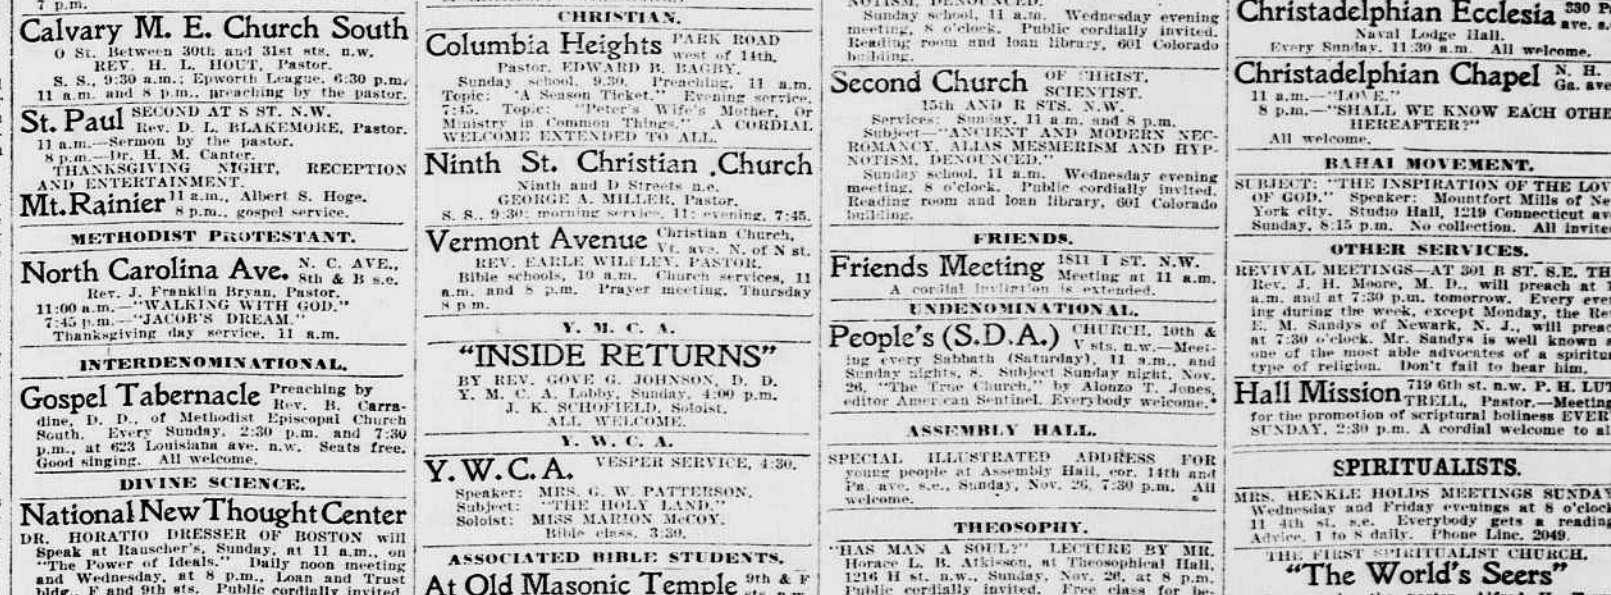 7 p.m.
Calvary M. E. Church South
O St. Between 30th and 31st sts. n.w.
REV. H. L. HOUT, Pastor.
S. S., 9:30 a.m.; Epworth League, 6:30 p.m.
11 a.m. and 8 p.m., preaching by the pastor.
St. Paul SECOND AT S ST. N.W.
Rev. D. L. BLAKEMORE, Pastor.
11 a.m.—Sermon by the pastor.
8 p.m.—Dr. H. M. Canter.
THANKSGIVING NIGHT, RECEPTION
AND ENTERTAINMENT.
Mt. Rainier 11 a.m., Albert S. Hoge.
8 p.m., gospel service.
METHODIST PROTESTANT.
North Carolina Ave. N. C. AVE.,
8th & B s.e.
Rev. J. Franklin Bryan, Pastor.
11:00 a.m.—"WALKING WITH GOD."
7:45 p.m.—"JACOB'S DREAM."
Thanksgiving day service, 11 a.m.
INTERDENOMINATIONAL.
Gospel Tabernacle Preaching by
Rev. B. Carra-
dine, D. D., of Methodist Episcopal Church
South. Every Sunday, 2:30 p.m. and 7:30
p.m., at 623 Louisiana ave. n.w. Seats free.
Good singing. All welcome.
DIVINE SCIENCE.
National New Thought Center
DR. HORATIO DRESSER OF BOSTON will
Speak at Rauscher's, Sunday, at 11 a.m., on
"The Power of Ideals." Daily noon meeting
and Wednesday, at 8 p.m., Loan and Trust
bldg., F and 9th sts. Public cordially invited.
CHRISTIAN.
Columbia Heights PARK ROAD
west of 14th.
Pastor, EDWARD B. BAGBY.
Sunday school, 9:30. Preaching, 11 a.m.
Topic: "A Season Ticket." Evening service,
7:45. Topic: "Peter's Wife's Mother, Or
Ministry in Common Things." A CORDIAL
WELCOME EXTENDED TO ALL.
Ninth St. Christian Church
Ninth and D Streets n.e.
GEORGE A. MILLER, Pastor.
S. S., 9:30; morning service, 11; evening, 7:45.
Vermont Avenue Christian Church,
Vt. ave. N. of N st.
REV. EARLE WILFLEY, PASTOR.
Bible schools, 10 a.m. Church services, 11
a.m. and 8 p.m. Prayer meeting, Thursday
8 p.m.
Y. M. C. A.
"INSIDE RETURNS"
BY REV. GOVE G. JOHNSON, D. D.
Y. M. C. A. Lobby, Sunday, 4:00 p.m.
J. K. SCHOFIELD, Soloist.
ALL WELCOME.
Y. W. C. A.
Y.W.C.A. VESPER SERVICE, 4:30.
Speaker: MRS. G. W. PATTERSON.
Subject: "THE HOLY LAND."
Soloist: MISS MARION McCOY.
Bible class, 3:30.
ASSOCIATED BIBLE STUDENTS.
At Old Masonic Temple 9th & F
sts. n.w.
NOTISM, DENOUNCED."
Sunday school, 11 a.m. Wednesday evening
meeting, 8 o'clock. Public cordially invited.
Reading room and loan library, 601 Colorado
building.
Second Church OF CHRIST,
SCIENTIST.
15th AND R STS. N.W.
Services: Sunday, 11 a.m. and 8 p.m.
Subject—"ANCIENT AND MODERN NEC-
ROMANCY, ALIAS MESMERISM AND HYP-
NOTISM, DENOUNCED."
Sunday school, 11 a.m. Wednesday evening
meeting, 8 o'clock. Public cordially invited.
Reading room and loan library, 601 Colorado
building.
FRIENDS.
Friends Meeting 1811 I ST. N.W.
Meeting at 11 a.m.
A cordial invitation is extended.
UNDENOMINATIONAL.
People's (S.D.A.) CHURCH, 10th &
V sts. n.w.—Meet-
ing every Sabbath (Saturday), 11 a.m., and
Sunday nights, 8. Subject Sunday night, Nov.
26, "The True Church," by Alonzo T. Jones,
editor American Sentinel. Everybody welcome.
ASSEMBLY HALL.
SPECIAL ILLUSTRATED ADDRESS FOR
young people at Assembly Hall, cor. 14th and
Pa. ave. s.e., Sunday, Nov. 26, 7:30 p.m. All
welcome.
THEOSOPHY.
"HAS MAN A SOUL?" LECTURE BY MR.
Horace L. B. Atkisson, at Theosophical Hall,
1216 H st. n.w., Sunday, Nov. 26, at 8 p.m.
Public cordially invited. Free class for be-
Christadelphian Ecclesia 330 P
ave. s.
Naval Lodge Hall.
Every Sunday, 11:30 a.m. All welcome.
Christadelphian Chapel N. H.
Ga. ave
11 a.m.—"LOVE."
8 p.m.—"SHALL WE KNOW EACH OTHE
HEREAFTER?"
All welcome.
BAHAI MOVEMENT.
SUBJECT: "THE INSPIRATION OF THE LOV
OF GOD." Speaker: Mountfort Mills of Ne
York city. Studio Hall, 1219 Connecticut av
Sunday, 8:15 p.m. No collection. All invite
OTHER SERVICES.
REVIVAL MEETINGS—AT 301 B ST. S.E. TH
Rev. J. H. Moore, M. D., will preach at 1
a.m. and at 7:30 p.m. tomorrow. Every eve
ing during the week, except Monday, the Re
E. M. Sandys of Newark, N. J., will preac
at 7:30 o'clock. Mr. Sandys is well known a
one of the most able advocates of a spiritu
type of religion. Don't fail to hear him.
Hall Mission 719 6th st. n.w. P. H. LUT
TRELL, Pastor.—Meeting
for the promotion of scriptural holiness EVER
SUNDAY, 2:30 p.m. A cordial welcome to al
SPIRITUALISTS.
MRS. HENKLE HOLDS MEETINGS SUNDAY
Wednesday and Friday evenings at 8 o'clock
11 4th st. s.e. Everybody gets a reading
Advice, 1 to 8 daily. Phone Linc. 2049.
THE FIRST SPIRITUALIST CHURCH.
"The World's Seers"